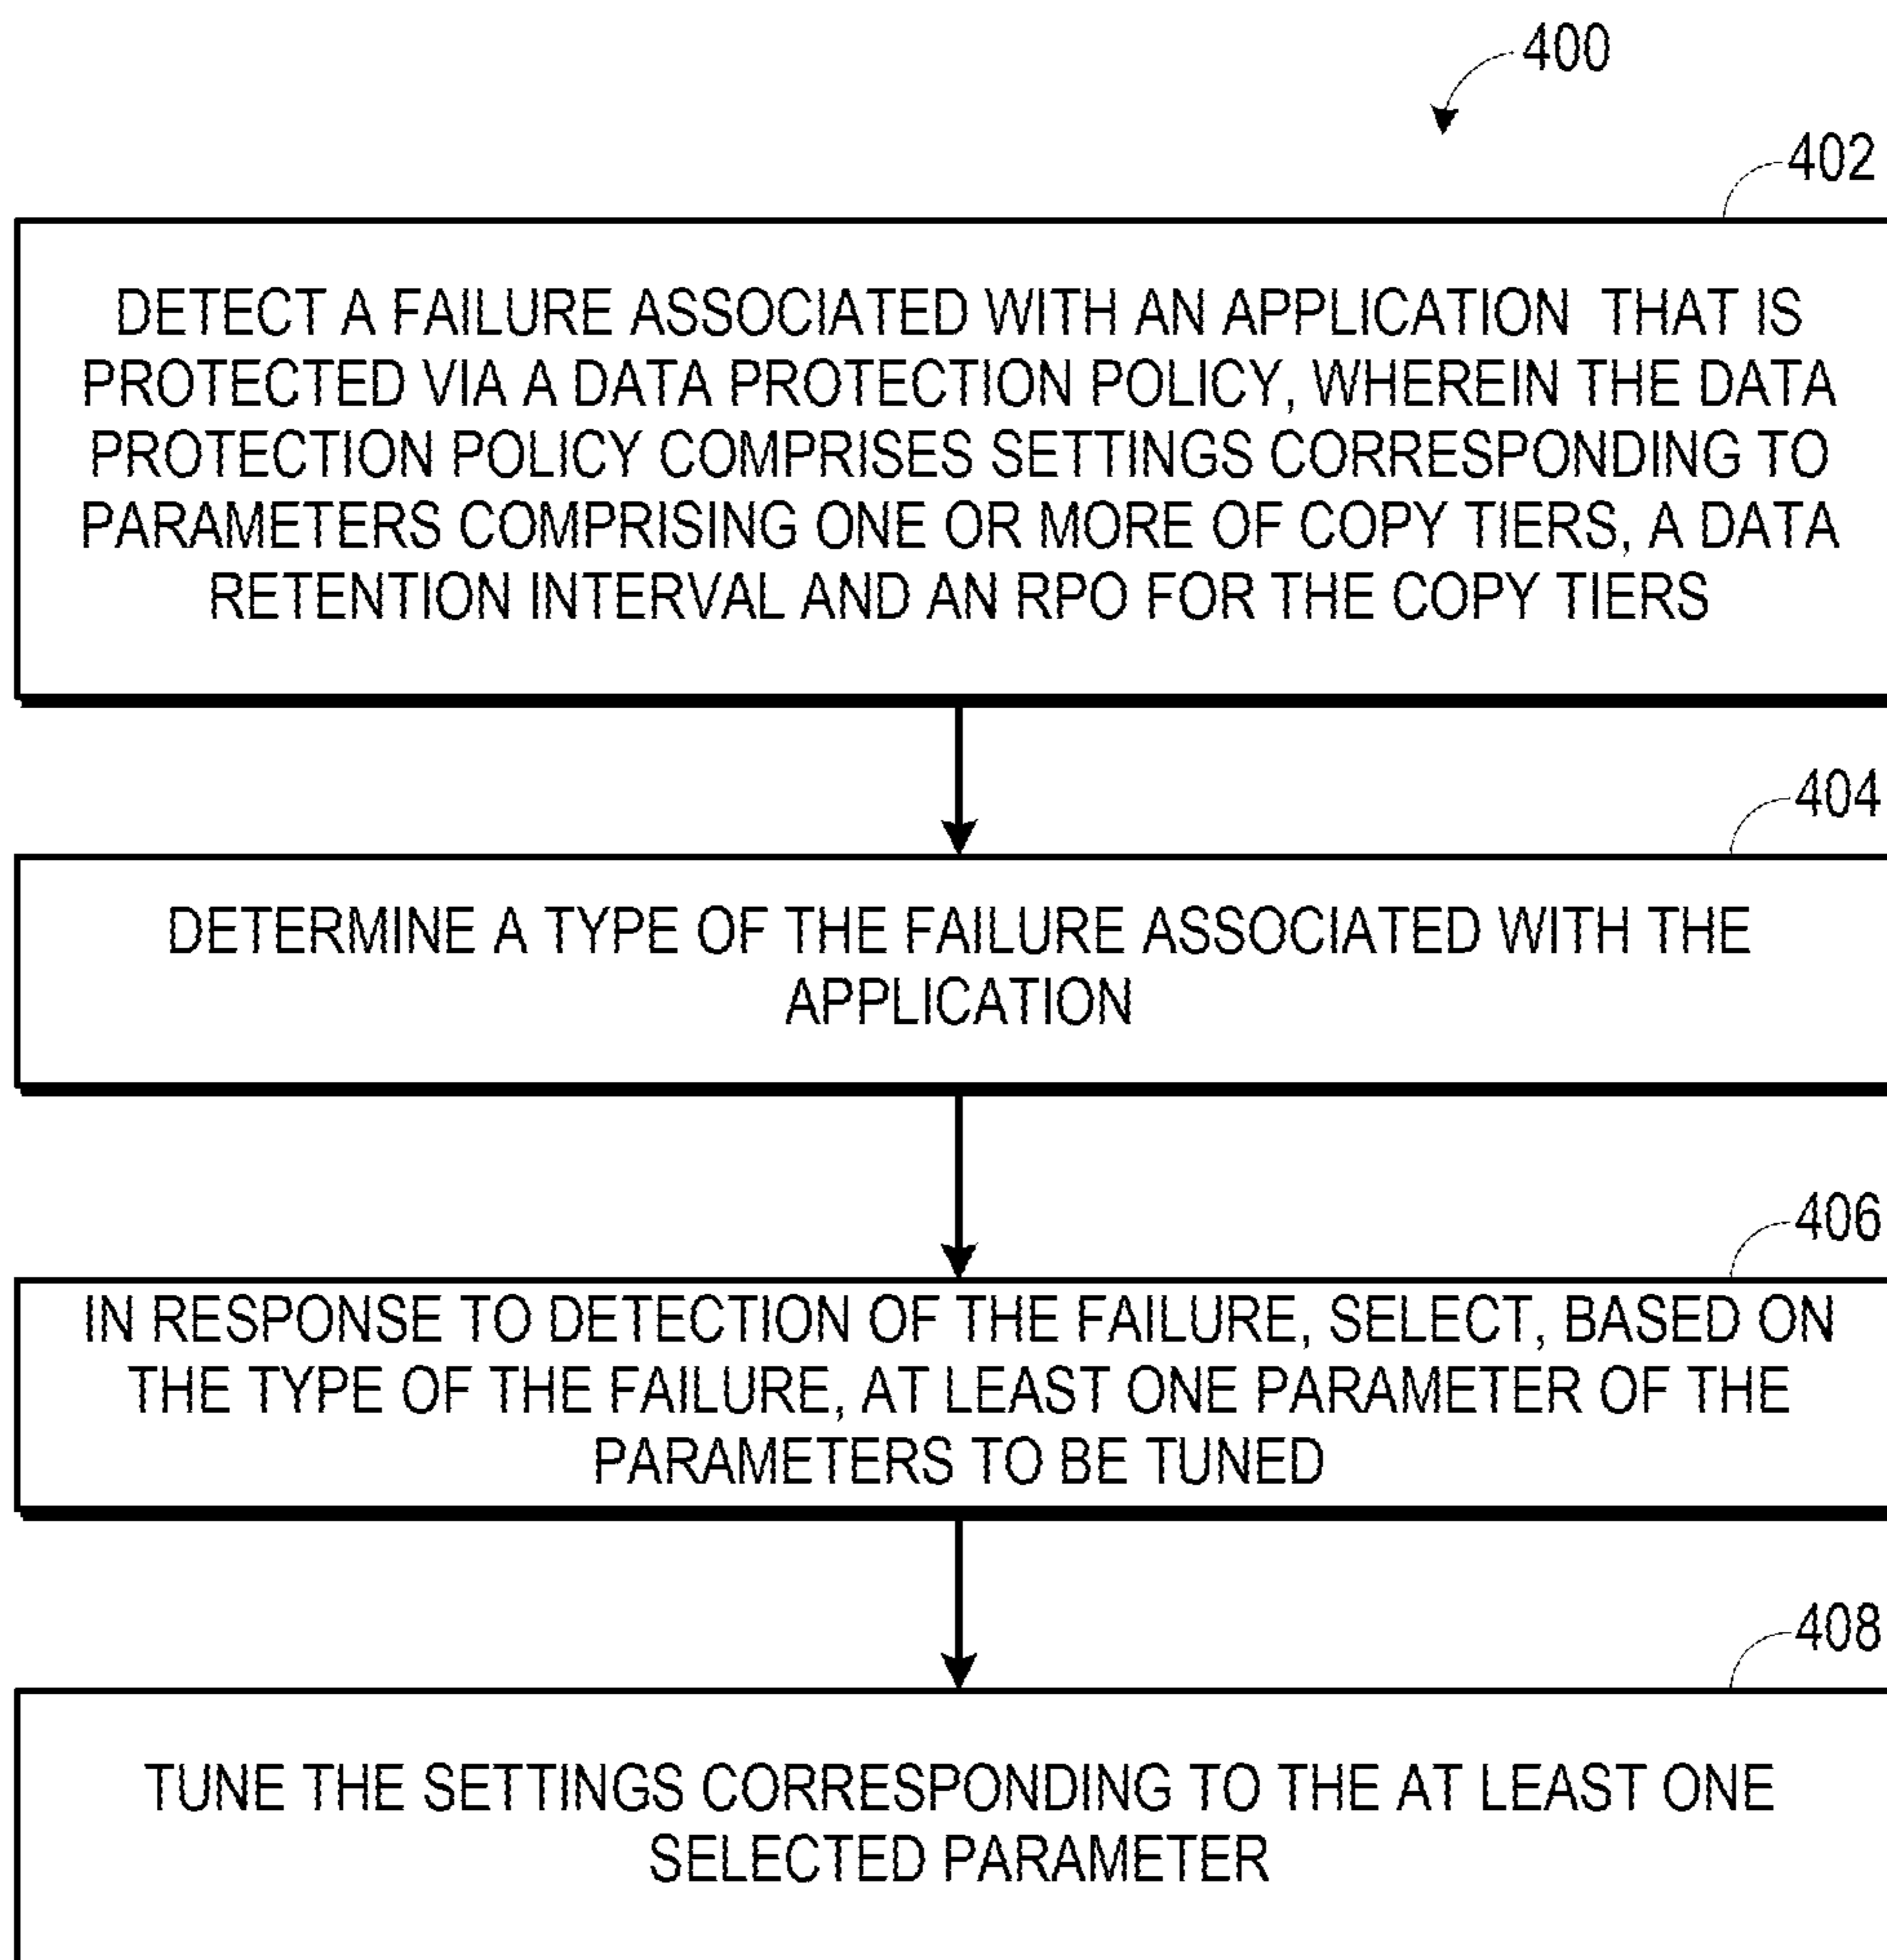 400
402
DETECT A FAILURE ASSOCIATED WITH AN APPLICATION THAT IS
PROTECTED VIA A DATA PROTECTION POLICY, WHEREIN THE DATA
PROTECTION POLICY COMPRISES SETTINGS CORRESPONDING TO
PARAMETERS COMPRISING ONE OR MORE OF COPY TIERS, A DATA
RETENTION INTERVAL AND AN RPO FOR THE COPY TIERS
404
DETERMINE A TYPE OF THE FAILURE ASSOCIATED WITH THE
APPLICATION
406
IN RESPONSE TO DETECTION OF THE FAILURE, SELECT, BASED ON
THE TYPE OF THE FAILURE, AT LEAST ONE PARAMETER OF THE
PARAMETERS TO BE TUNED
408
TUNE THE SETTINGS CORRESPONDING TO THE AT LEAST ONE
SELECTED PARAMETER